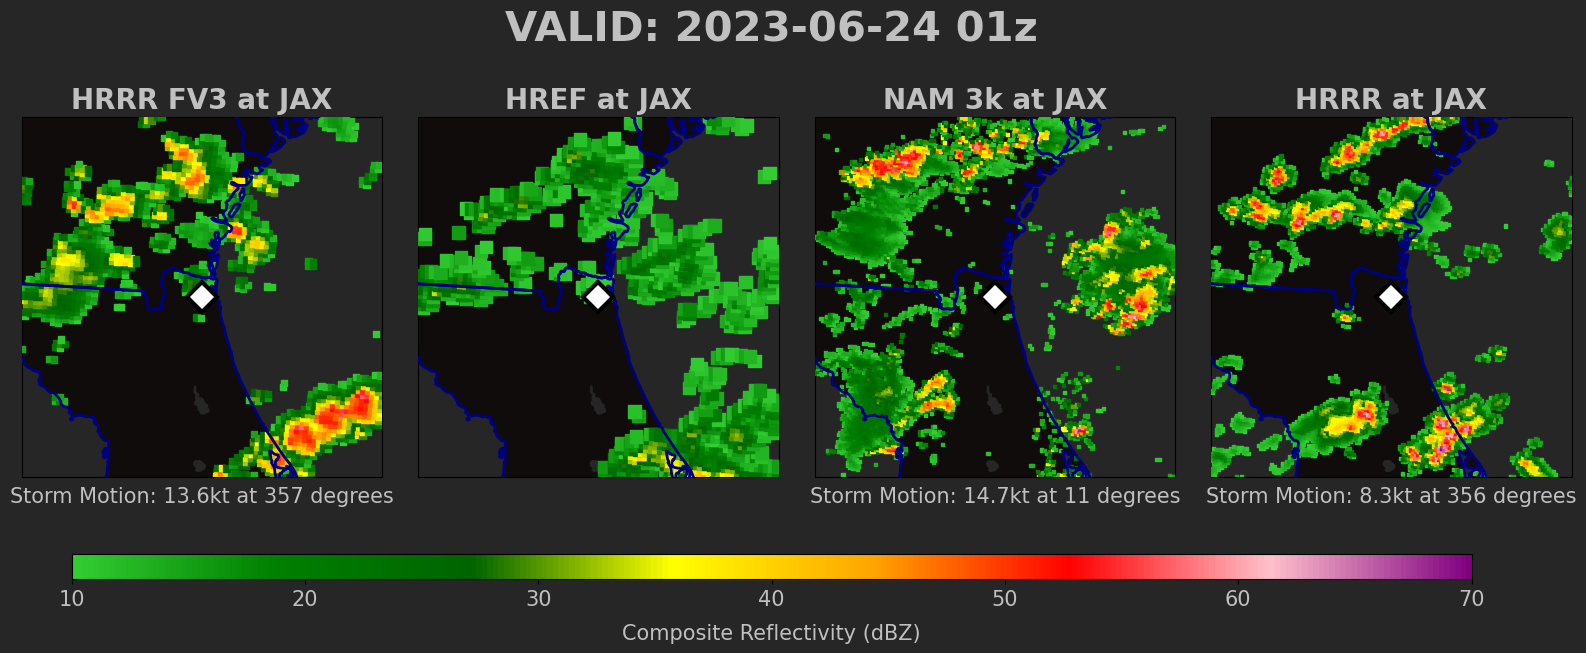 VALID: 2023-06-24 01z
HRRR FV3 at JAX
HREF at JAX
NAM 3k at JAX
HRRR at JAX
Storm Motion: 13.6kt at 357 degrees
Storm Motion: 14.7kt at 11 degrees
Storm Motion: 8.3kt at 356 degrees
10 20 30 40 50 60 70
Composite Reflectivity (dBZ)